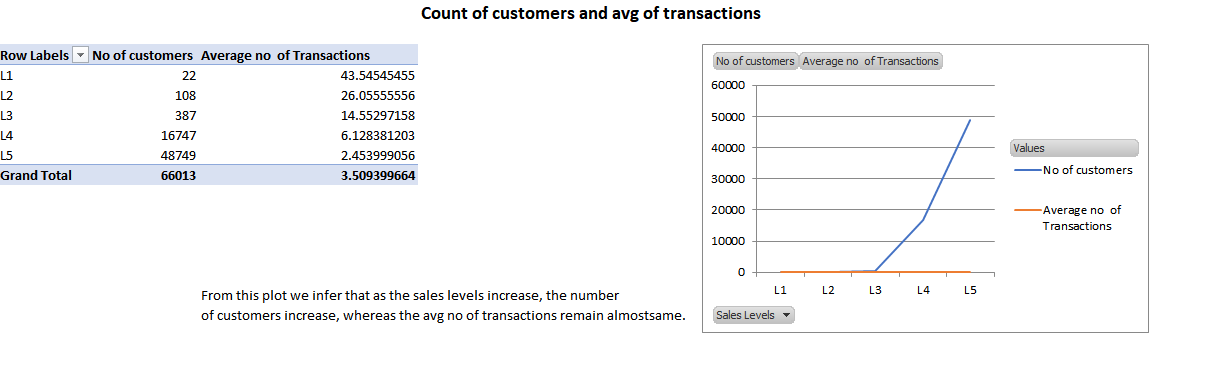 Count of customers and avg of transactions
Row Labels No of customers Average no of Transactions
L1 22 43.54545455
L2 108 26.05555556
L3 387 14.55297158
L4 16747 6.128381203
L5 48749 2.453999056
Grand Total 66013 3.509399664
No of customers Average no of Transactions
60000
50000
40000
30000
20000
10000
0
L1 L2 L3 L4 L5
Values
No of customers
Average no of
Transactions
Sales Levels
From this plot we infer that as the sales levels increase, the number
of customers increase, whereas the avg no of transactions remain almostsame.